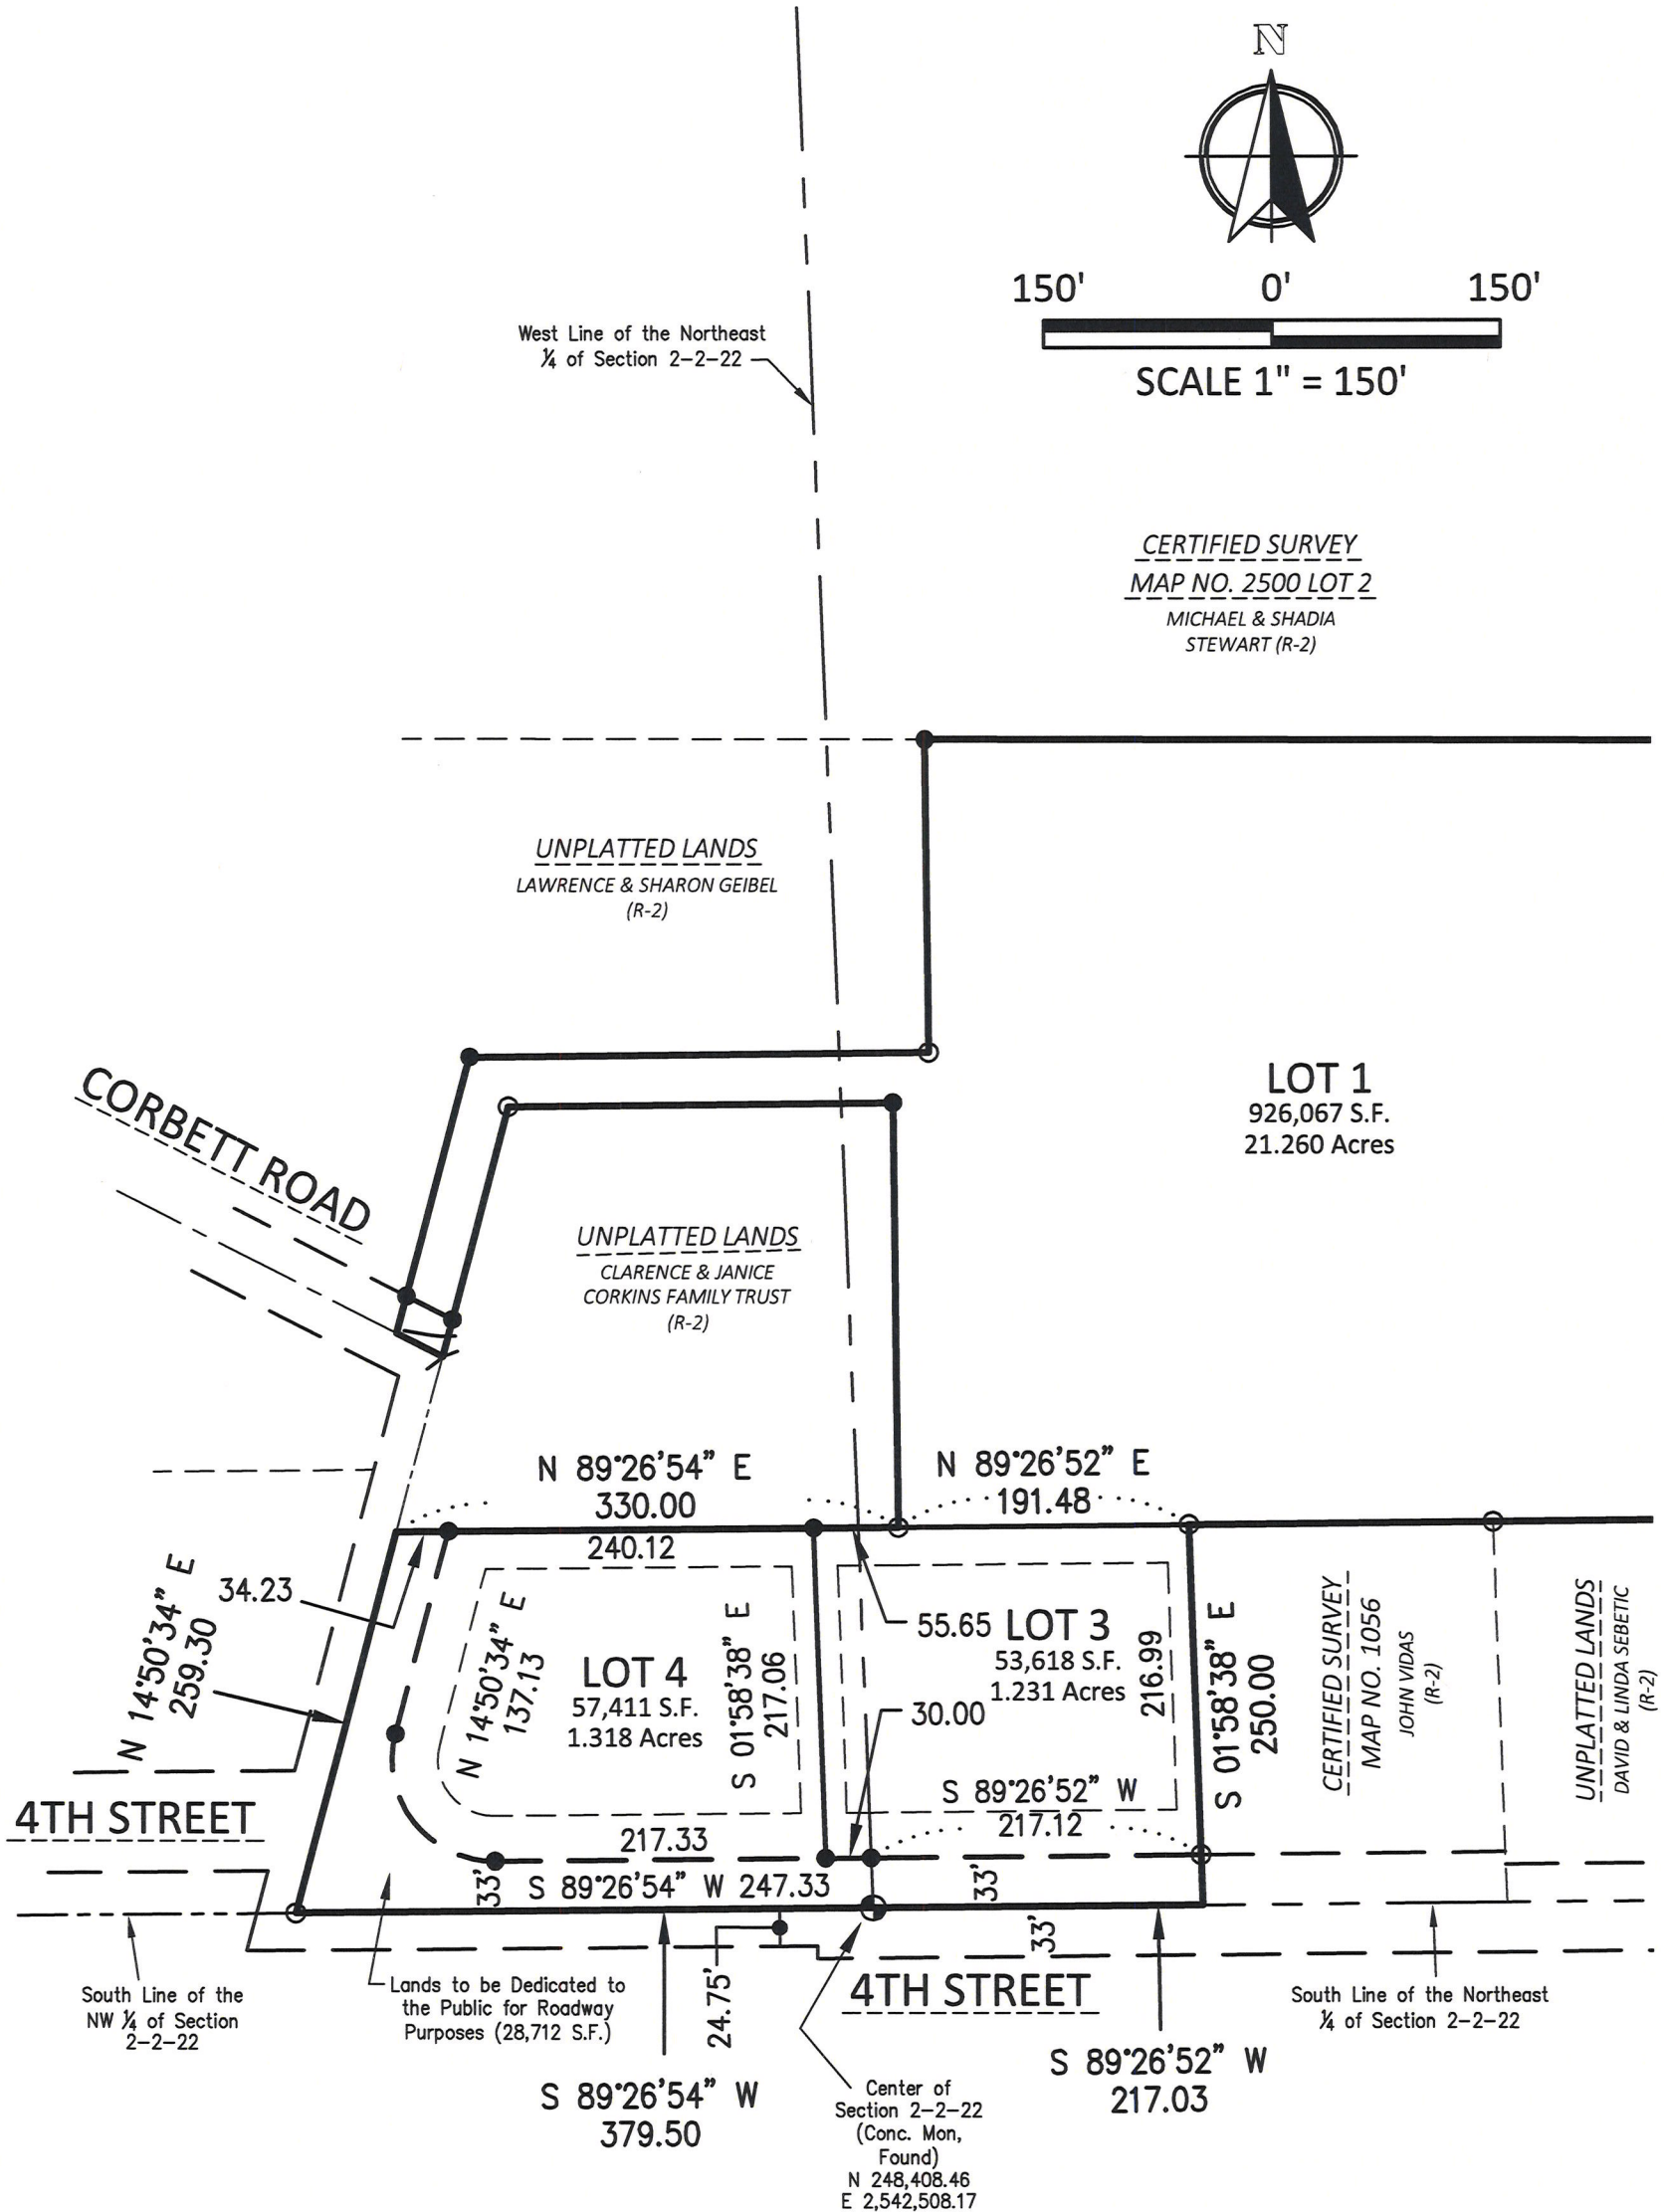 N
150' 0' 150'
SCALE 1" = 150'
West Line of the Northeast
¼ of Section 2-2-22
CERTIFIED SURVEY
MAP NO. 2500 LOT 2
MICHAEL & SHADIA
STEWART (R-2)
UNPLATTED LANDS
LAWRENCE & SHARON GEIBEL
(R-2)
LOT 1
926,067 S.F.
21.260 Acres
CORBETT ROAD
UNPLATTED LANDS
CLARENCE & JANICE
CORKINS FAMILY TRUST
(R-2)
N 89°26'54" E
330.00
240.12
N 89°26'52" E
191.48
N 14°50'34" E
259.30
34.23
N 14°50'34" E
137.13
LOT 4
57,411 S.F.
1.318 Acres
S 01°58'38" E
217.06
55.65
LOT 3
53,618 S.F.
1.231 Acres
30.00
216.99
S 01°58'38" E
250.00
CERTIFIED SURVEY
MAP NO. 1056
JOHN VIDAS
(R-2)
UNPLATTED LANDS
DAVID & LINDA SEBETIC
(R-2)
S 89°26'52" W
217.12
4TH STREET
217.33
33'
S 89°26'54" W 247.33
33'
33'
24.75'
4TH STREET
South Line of the
NW ¼ of Section
2-2-22
Lands to be Dedicated to
the Public for Roadway
Purposes (28,712 S.F.)
South Line of the Northeast
¼ of Section 2-2-22
S 89°26'54" W
379.50
Center of
Section 2-2-22
(Conc. Mon,
Found)
N 248,408.46
E 2,542,508.17
S 89°26'52" W
217.03